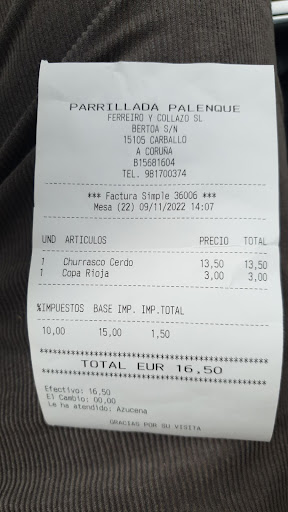 PARRILLADA PALENQUE
FERREIRO Y COLLAZO SL
BERTOA S/N
15105 CARBALLO
A CORUÑA
B15681604
TEL. 981700374
*** Factura Simple 36006 ***
Mesa (22) 09/11/2022 14:07
UND ARTICULOS PRECIO TOTAL
1 Churrasco Cerdo 13,50 13,50
1 Copa Rioja 3,00 3,00
%IMPUESTOS BASE IMP. IMP.TOTAL
10,00 15,00 1,50
TOTAL EUR 16,50
Efectivo: 16,50
El Cambio: 00,00
Le ha atendido: Azucena
GRACIAS POR SU VISITA